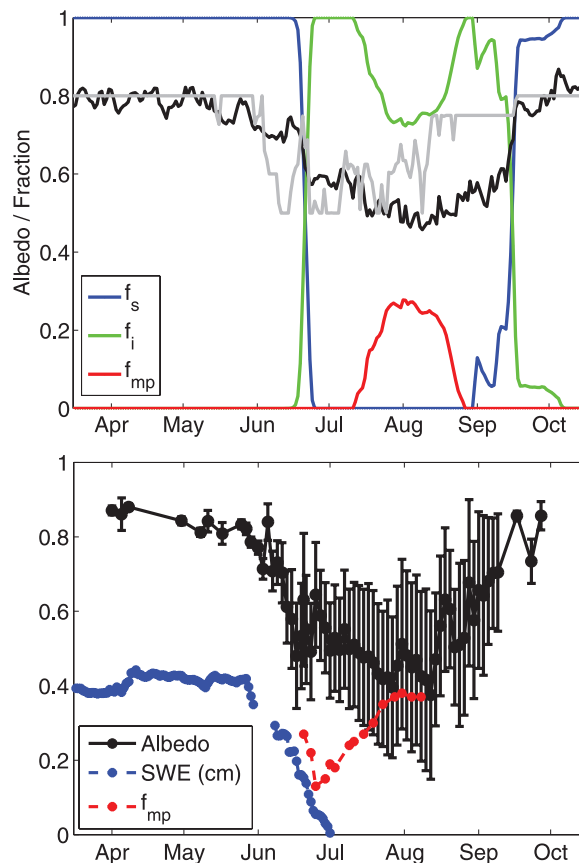 1
0.8
0.6
0.4
0.2
0
Albedo / Fraction
f_s
f_i
f_mp
Apr May Jun Jul Aug Sep Oct
1
0.8
0.6
0.4
0.2
0
Albedo
SWE (cm)
f_mp
Apr May Jun Jul Aug Sep Oct